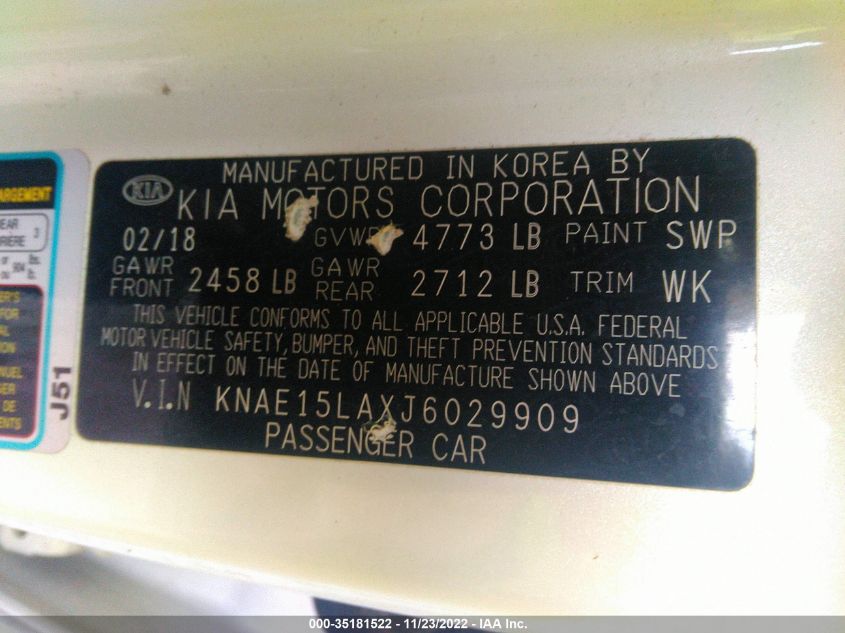 MANUFACTURED IN KOREA BY
KIA KIA MOTORS CORPORATION
02/18 GVWR 4773 LB PAINT SWP
GAWR FRONT 2458 LB GAWR REAR 2712 LB TRIM WK
THIS VEHICLE CONFORMS TO ALL APPLICABLE U.S.A. FEDERAL
MOTOR VEHICLE SAFETY, BUMPER, AND THEFT PREVENTION STANDARDS
IN EFFECT ON THE DATE OF MANUFACTURE SHOWN ABOVE
V.I.N KNAE15LAXJ6029909
PASSENGER CAR
J51
000-35181522 - 11/23/2022 - IAA Inc.